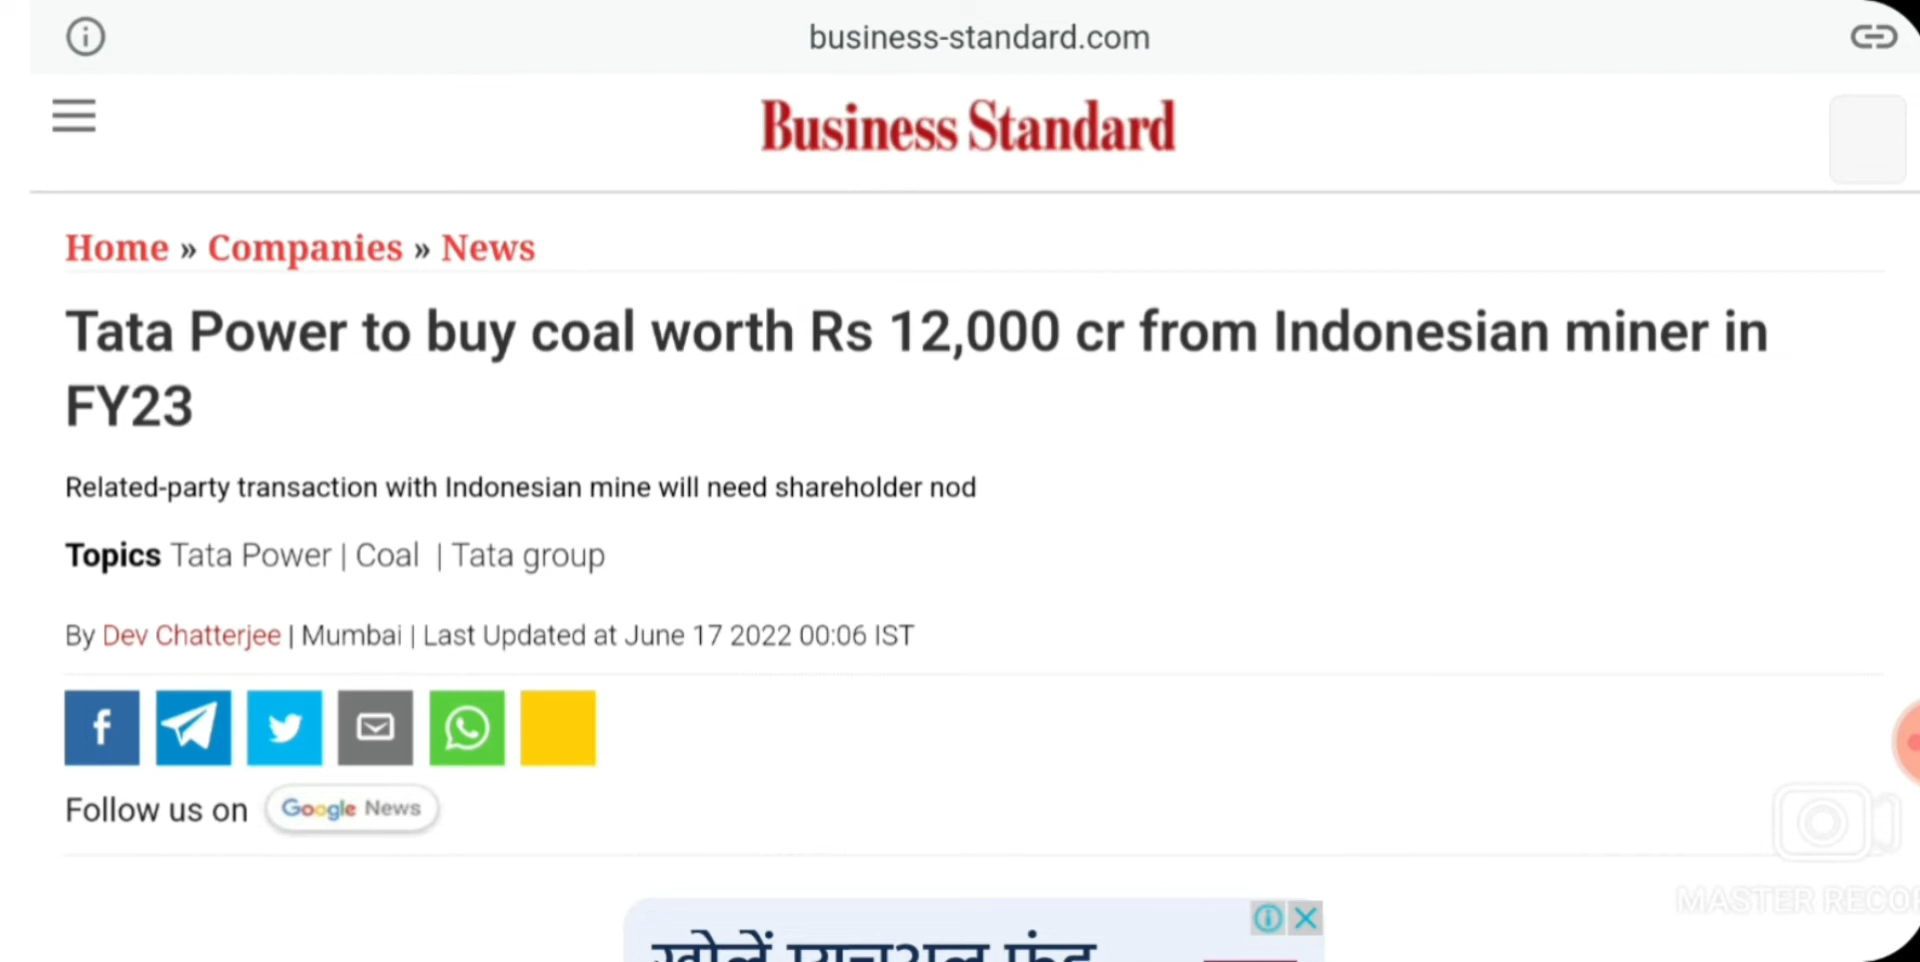 business-standard.com
Business Standard
Home » Companies » News
Tata Power to buy coal worth Rs 12,000 cr from Indonesian miner in
FY23
Related-party transaction with Indonesian mine will need shareholder nod
Topics Tata Power | Coal | Tata group
By Dev Chatterjee | Mumbai | Last Updated at June 17 2022 00:06 IST
Follow us on Google News
MASTER RECOR